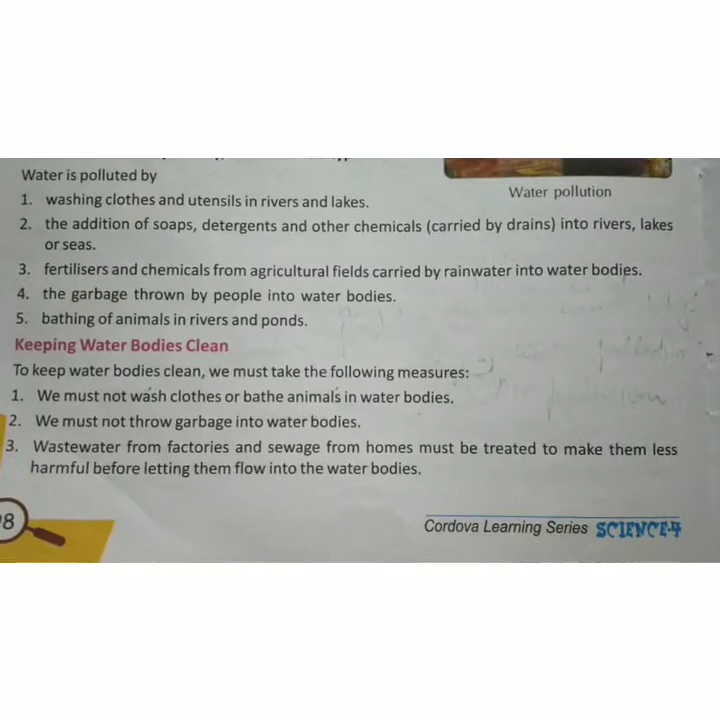 Water is polluted by
Water pollution
1. washing clothes and utensils in rivers and lakes.
2. the addition of soaps, detergents and other chemicals (carried by drains) into rivers, lakes
or seas.
3. fertilisers and chemicals from agricultural fields carried by rainwater into water bodies.
4. the garbage thrown by people into water bodies.
5. bathing of animals in rivers and ponds.
Keeping Water Bodies Clean
To keep water bodies clean, we must take the following measures:
1. We must not wash clothes or bathe animals in water bodies.
2. We must not throw garbage into water bodies.
3. Wastewater from factories and sewage from homes must be treated to make them less
harmful before letting them flow into the water bodies.
8
Cordova Learning Series SCIENCE-4